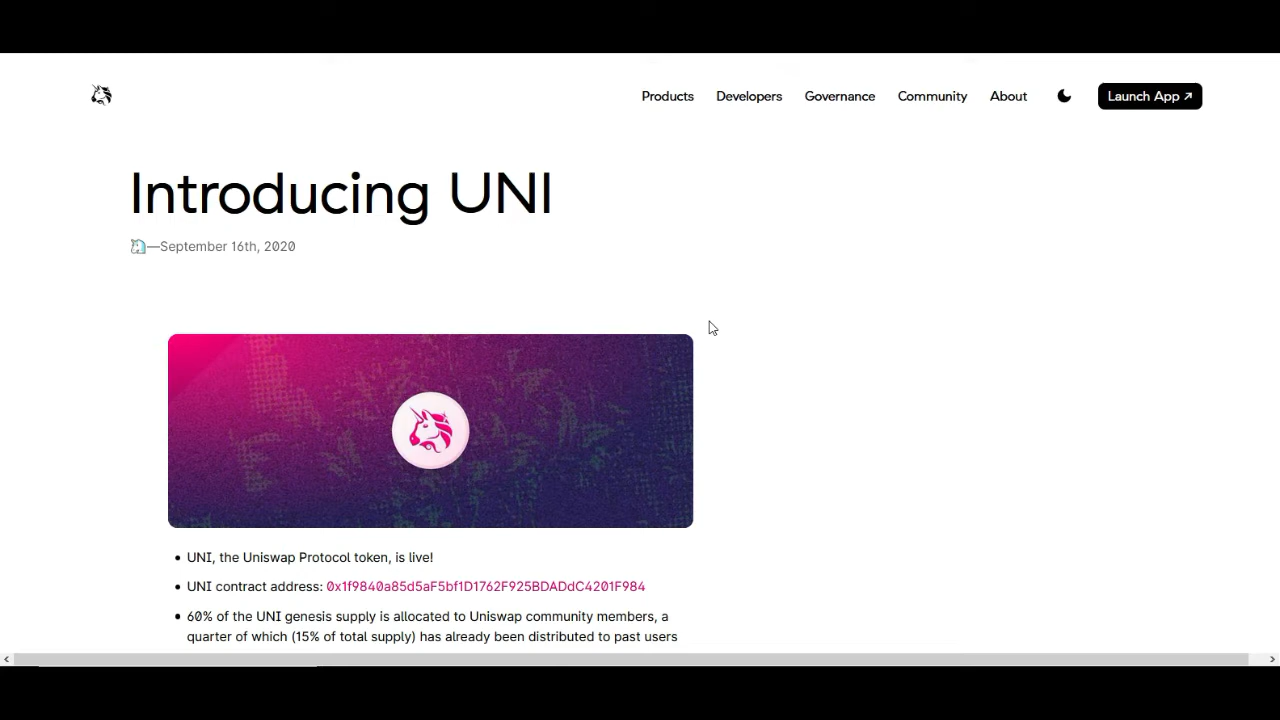 Products Developers Governance Community About Launch App ↗
Introducing UNI
—September 16th, 2020
• UNI, the Uniswap Protocol token, is live!
• UNI contract address: 0x1f9840a85d5aF5bf1D1762F925BDADdC4201F984
• 60% of the UNI genesis supply is allocated to Uniswap community members, a
quarter of which (15% of total supply) has already been distributed to past users